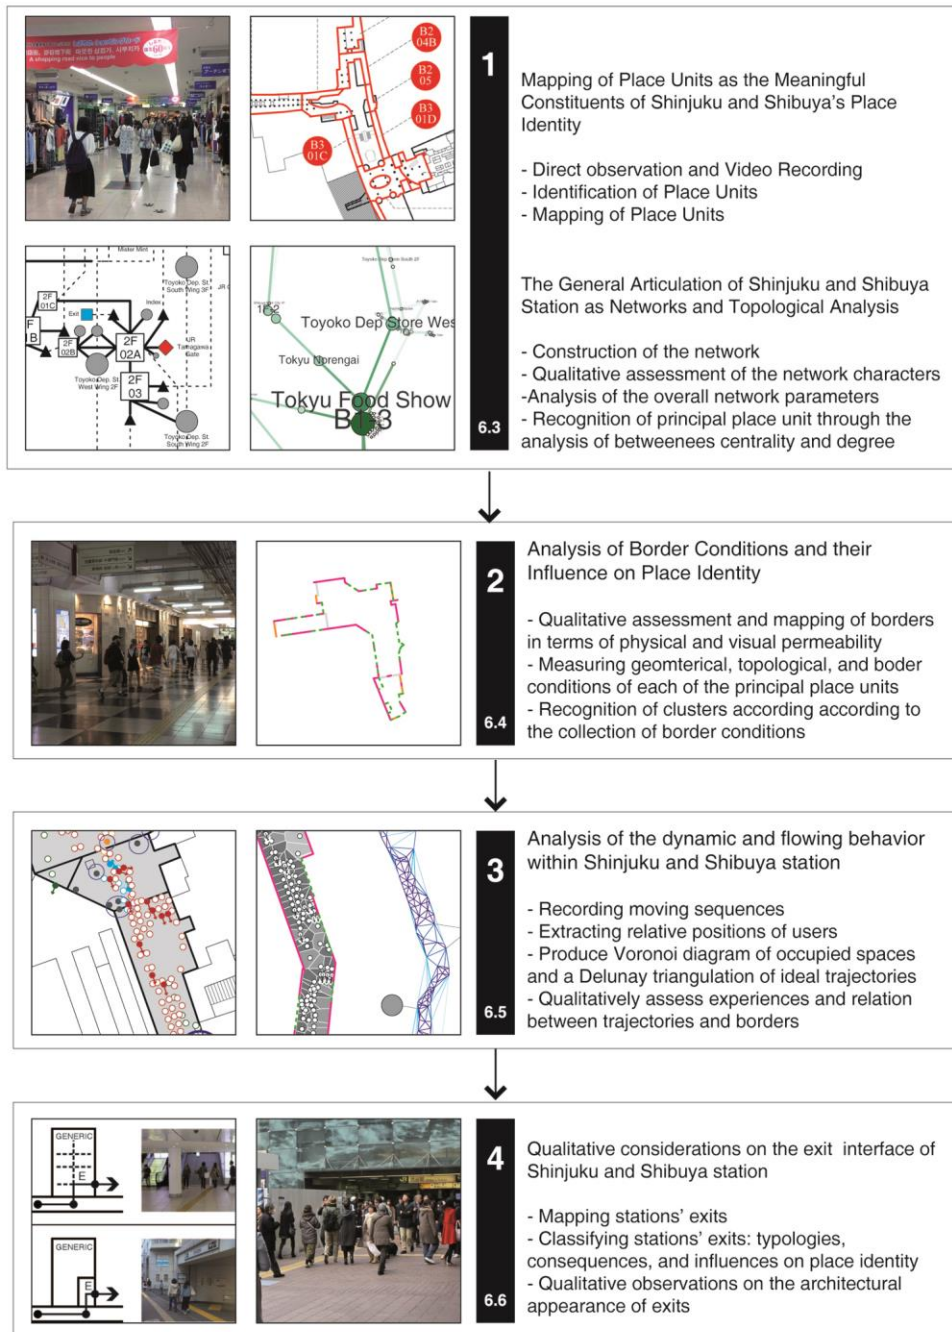 A shopping road nice to people
B2
04B
B2
05
B3
01D
B3
01C
1
Mapping of Place Units as the Meaningful
Constituents of Shinjuku and Shibuya's Place
Identity
- Direct observation and Video Recording
- Identification of Place Units
- Mapping of Place Units
Mister Mint
Toyoko Dep. St.
South Wing 3F
2F
01C
Exit
Index
2F
02B
2F
02A
JR
Tamagawa
Gate
Toyoko Dep. St.
West Wing 2F
2F
03
Toyoko Dep. St.
South Wing 2F
Toyoko Dep Store Wes
Tokyu Norengai
Tokyu Food Show
The General Articulation of Shinjuku and Shibuya
Station as Networks and Topological Analysis
- Construction of the network
- Qualitative assessment of the network characters
-Analysis of the overall network parameters
- Recognition of principal place unit through the
analysis of betweenees centrality and degree
6.3
2
Analysis of Border Conditions and their
Influence on Place Identity
- Qualitative assessment and mapping of borders
in terms of physical and visual permeability
- Measuring geomterical, topological, and boder
conditions of each of the principal place units
- Recognition of clusters according according to
the collection of border conditions
6.4
3
Analysis of the dynamic and flowing behavior
within Shinjuku and Shibuya station
- Recording moving sequences
- Extracting relative positions of users
- Produce Voronoi diagram of occupied spaces
and a Delunay triangulation of ideal trajectories
- Qualitatively assess experiences and relation
between trajectories and borders
6.5
GENERIC
E
GENERIC
E
4
Qualitative considerations on the exit interface of
Shinjuku and Shibuya station
- Mapping stations' exits
- Classifying stations' exits: typologies,
consequences, and influences on place identity
- Qualitative observations on the architectural
appearance of exits
6.6